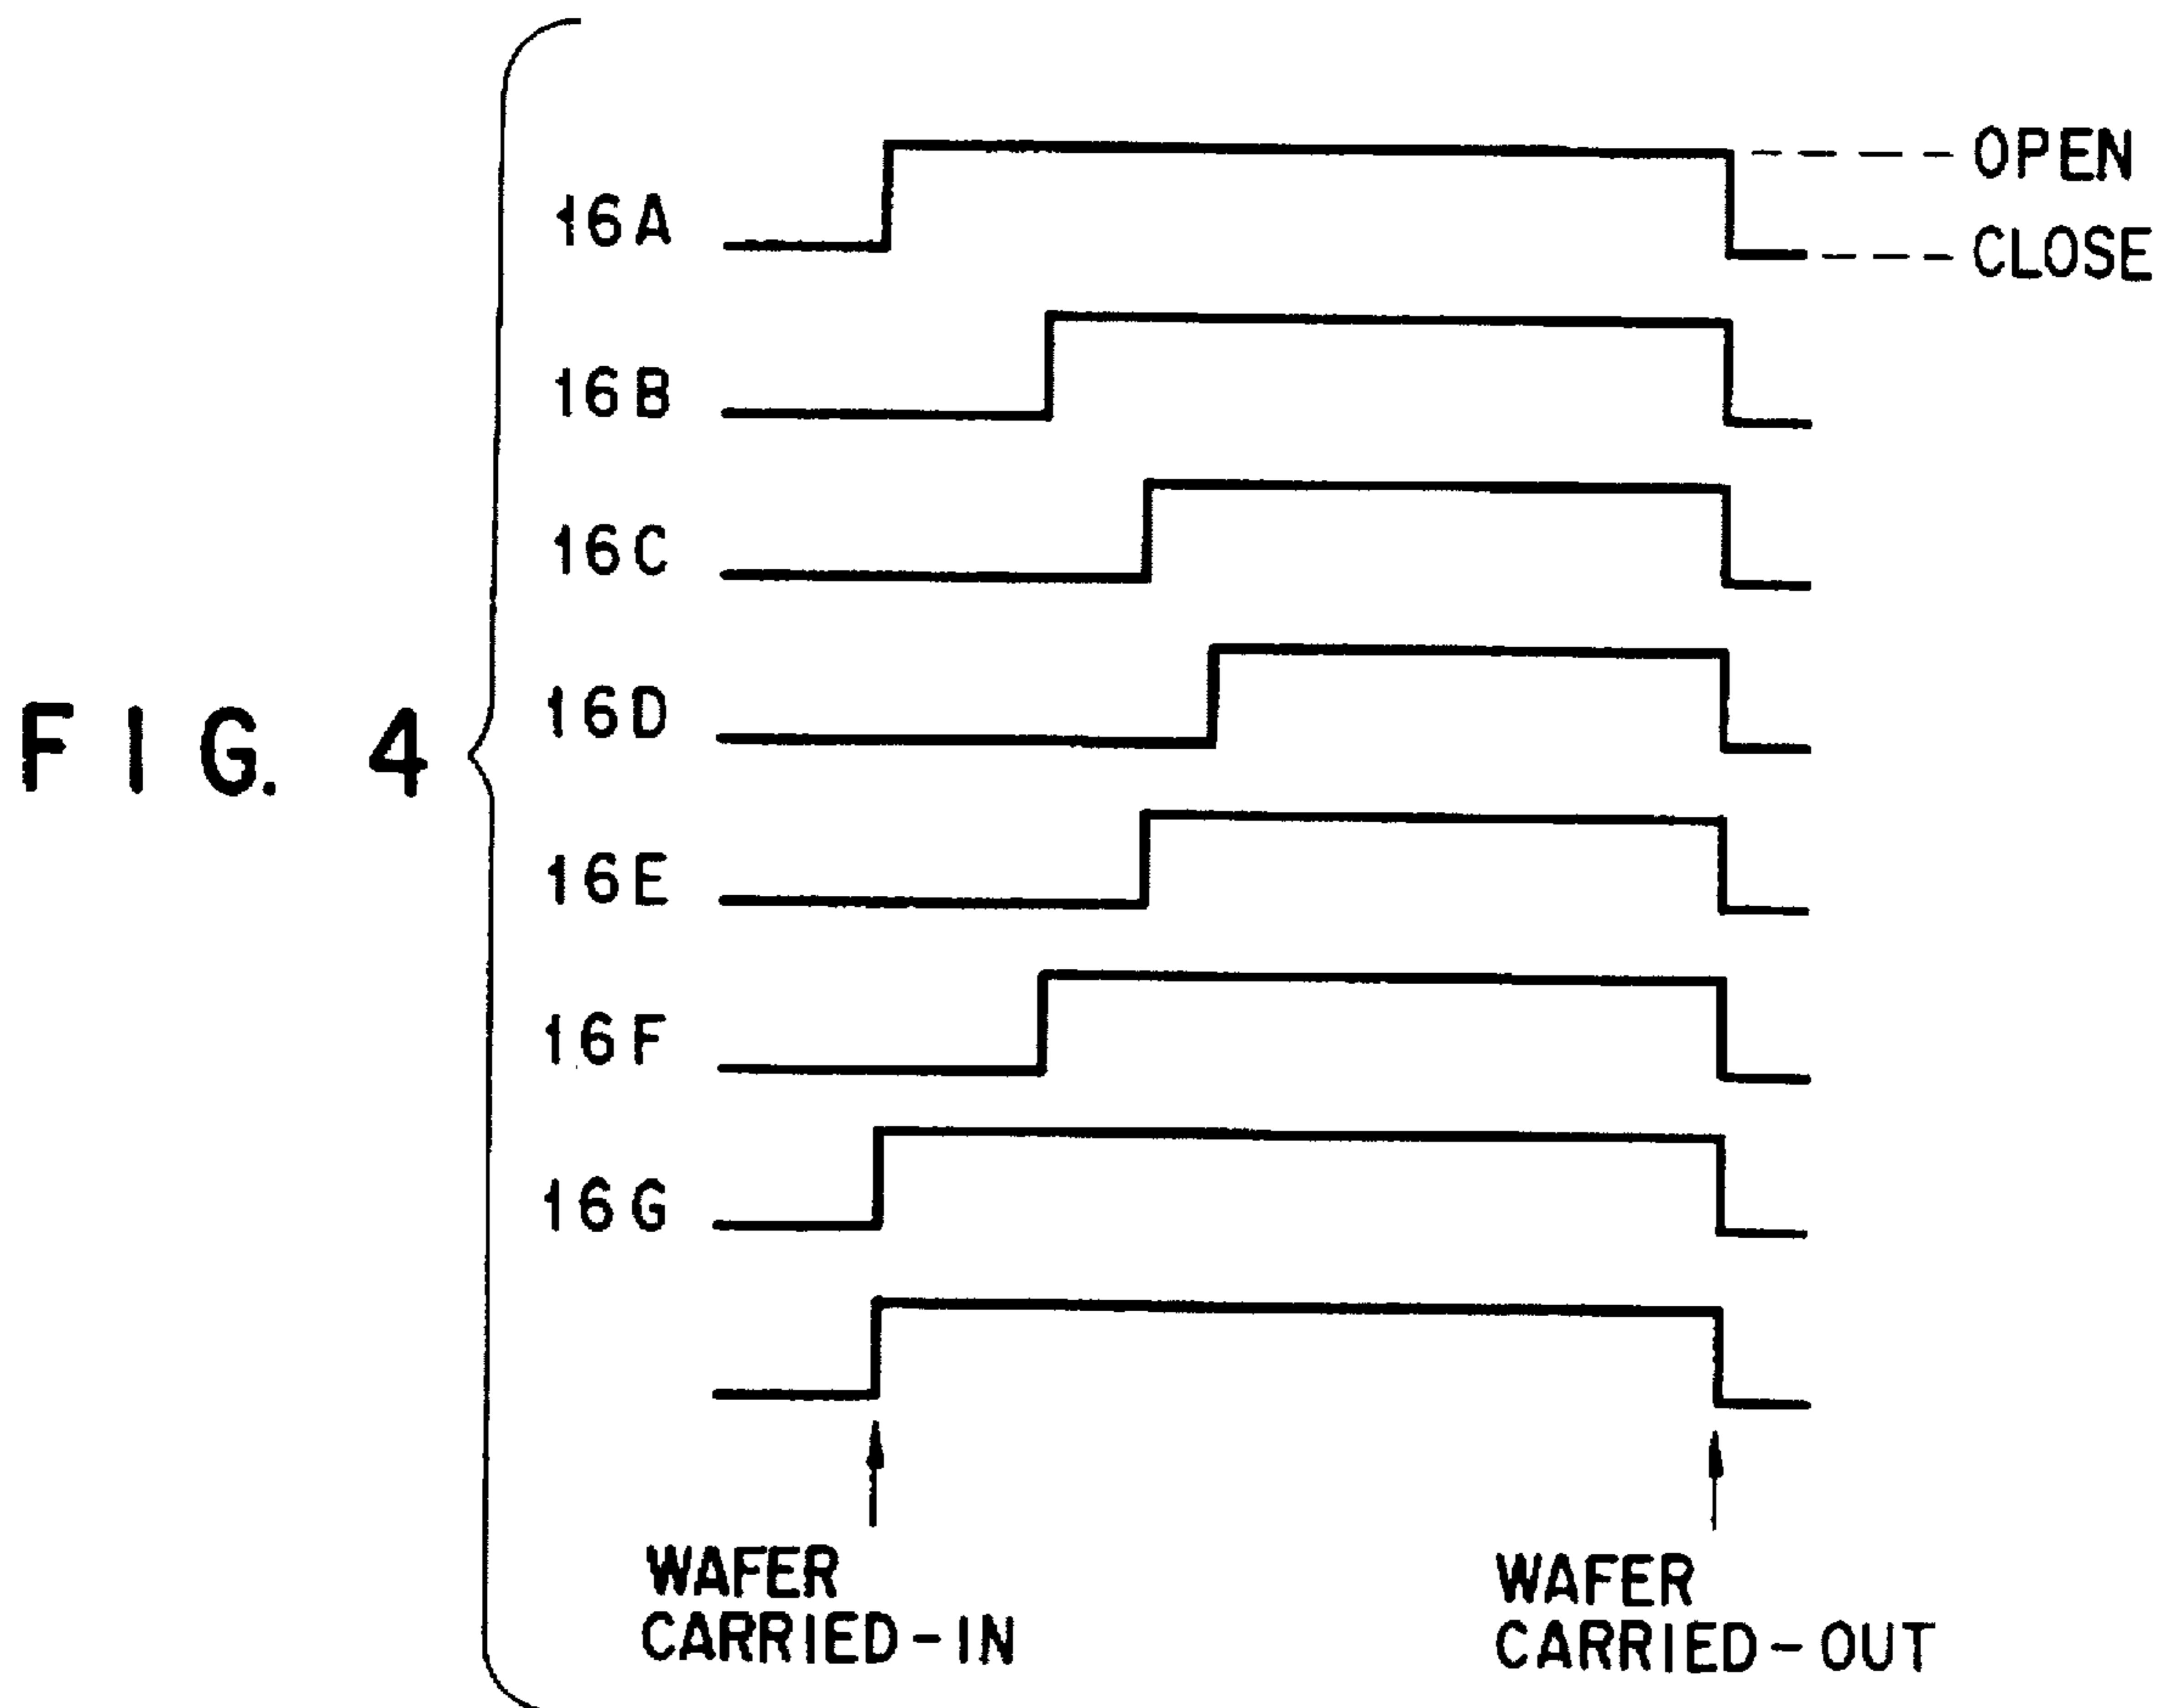 FIG. 4
16A
OPEN
CLOSE
16B
16C
16D
16E
16F
16G
WAFER
CARRIED-IN
WAFER
CARRIED-OUT